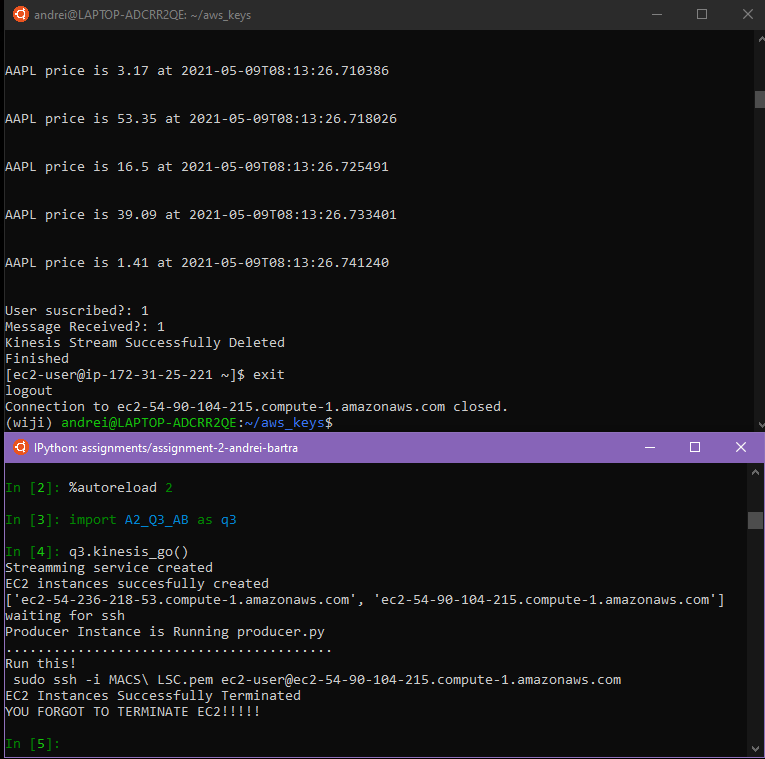 andrei@LAPTOP-ADCRR2QE: ~/aws_keys
AAPL price is 3.17 at 2021-05-09T08:13:26.710386
AAPL price is 53.35 at 2021-05-09T08:13:26.718026
AAPL price is 16.5 at 2021-05-09T08:13:26.725491
AAPL price is 39.09 at 2021-05-09T08:13:26.733401
AAPL price is 1.41 at 2021-05-09T08:13:26.741240
User suscribed?: 1
Message Received?: 1
Kinesis Stream Successfully Deleted
Finished
[ec2-user@ip-172-31-25-221 ~]$ exit
logout
Connection to ec2-54-90-104-215.compute-1.amazonaws.com closed.
(wiji) andrei@LAPTOP-ADCRR2QE:~/aws_keys$
IPython: assignments/assignment-2-andrei-bartra
In [2]: %autoreload 2
In [3]: import A2_Q3_AB as q3
In [4]: q3.kinesis_go()
Streamming service created
EC2 instances succesfully created
['ec2-54-236-218-53.compute-1.amazonaws.com', 'ec2-54-90-104-215.compute-1.amazonaws.com']
waiting for ssh
Producer Instance is Running producer.py
.........................................
Run this!
sudo ssh -i MACS\ LSC.pem ec2-user@ec2-54-90-104-215.compute-1.amazonaws.com
EC2 Instances Successfully Terminated
YOU FORGOT TO TERMINATE EC2!!!!!
In [5]: